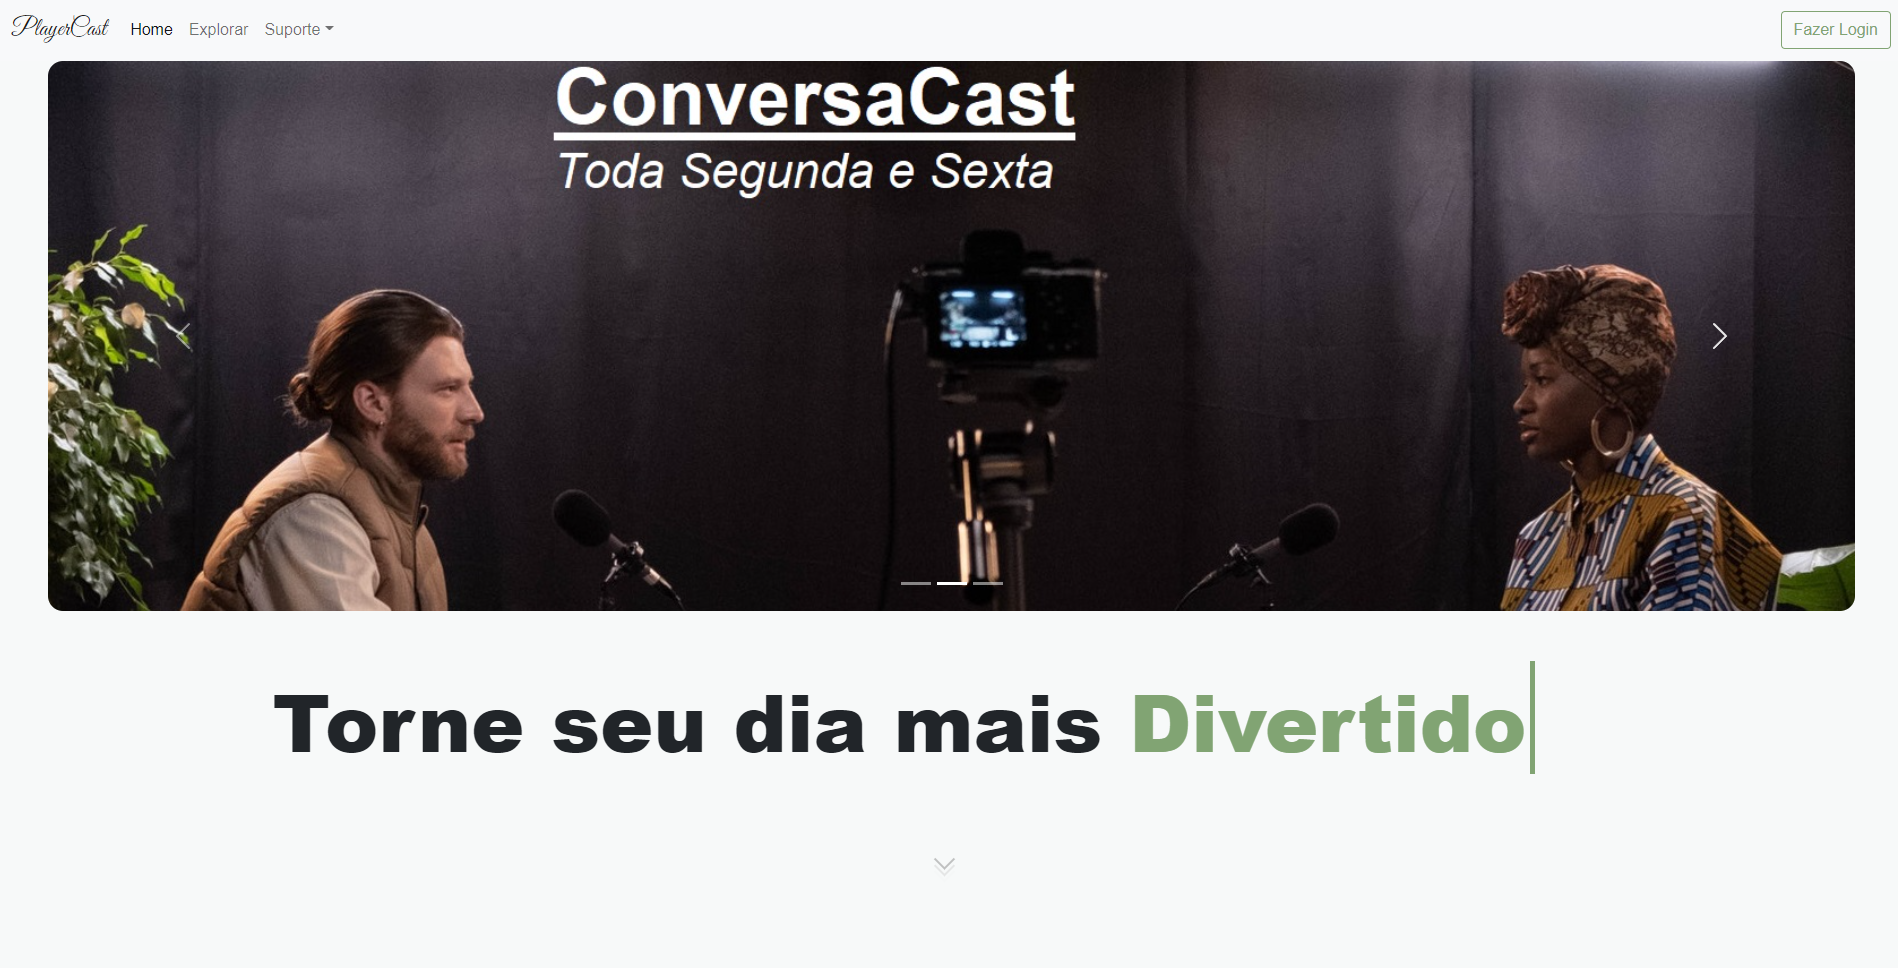 PlayerCast Home Explorar Suporte Fazer Login
ConversaCast
Toda Segunda e Sexta
Torne seu dia mais Divertido